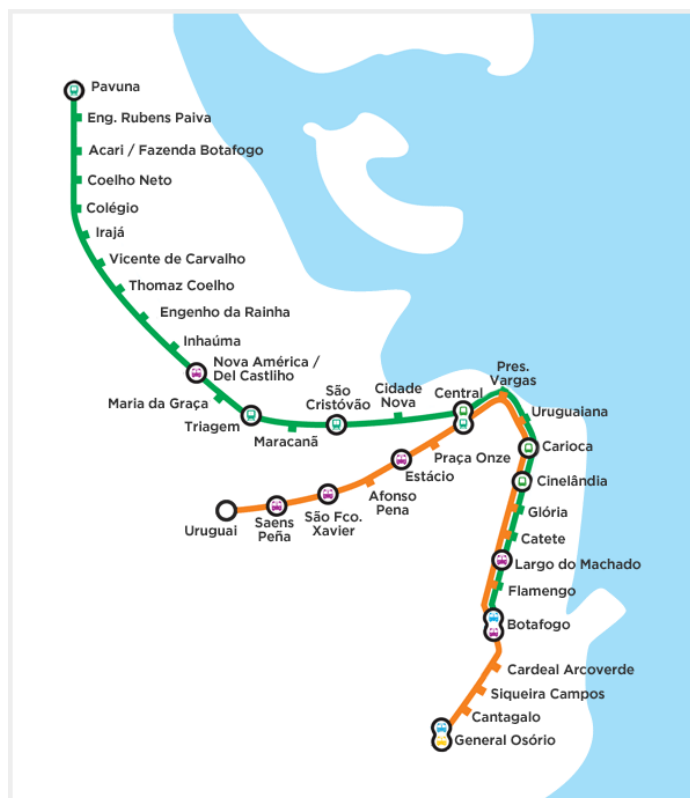 Pavuna
Eng. Rubens Paiva
Acari / Fazenda Botafogo
Coelho Neto
Colégio
Irajá
Vicente de Carvalho
Thomaz Coelho
Engenho da Rainha
Inhaúma
Nova América /
Del Castliho
Maria da Graça
Triagem
Maracanã
São
Cristóvão
Cidade
Nova
Central
Pres.
Vargas
Uruguaiana
Carioca
Cinelândia
Glória
Catete
Largo do Machado
Flamengo
Botafogo
Cardeal Arcoverde
Siqueira Campos
Cantagalo
General Osório
Praça Onze
Estácio
Afonso
Pena
São Fco.
Xavier
Saens
Peña
Uruguai